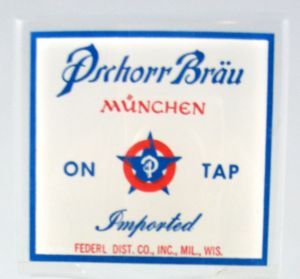 Pschorr Bräu
MÜNCHEN
ON P TAP
Imported
FEDERL DIST. CO., INC., MIL., WIS.